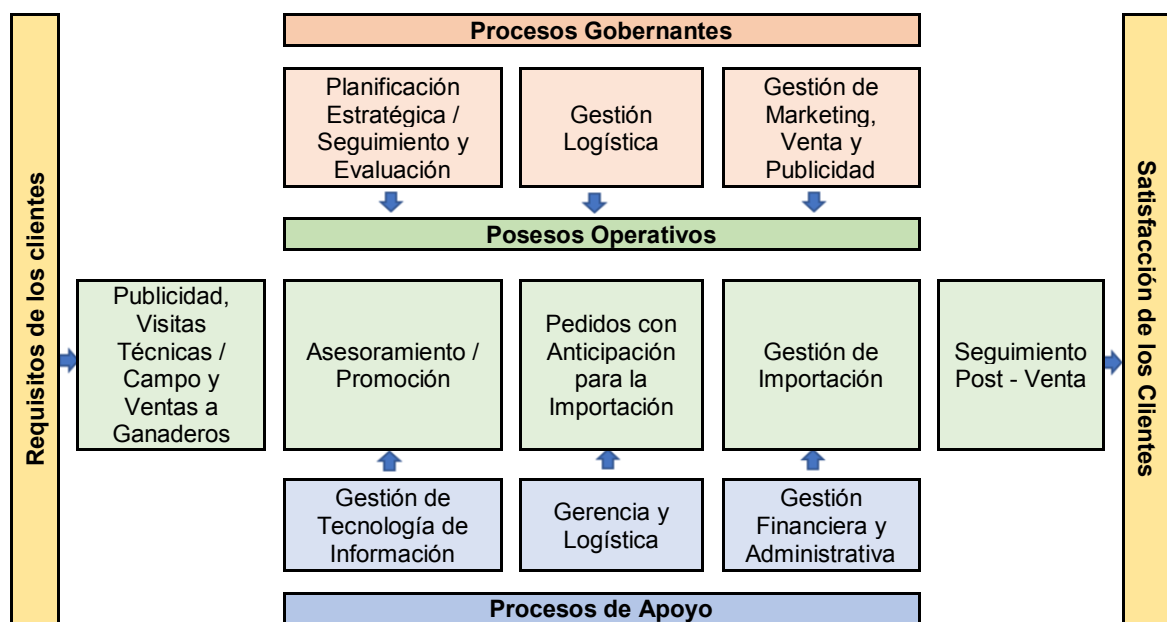 Procesos Gobernantes
Planificación
Estratégica /
Seguimiento y
Evaluación
Gestión
Logística
Gestión de
Marketing,
Venta y
Publicidad
Posesos Operativos
Requisitos de los clientes
Publicidad,
Visitas
Técnicas /
Campo y
Ventas a
Ganaderos
Asesoramiento /
Promoción
Pedidos con
Anticipación
para la
Importación
Gestión de
Importación
Seguimiento
Post - Venta
Satisfacción de los Clientes
Gestión de
Tecnología de
Información
Gerencia y
Logística
Gestión
Financiera y
Administrativa
Procesos de Apoyo